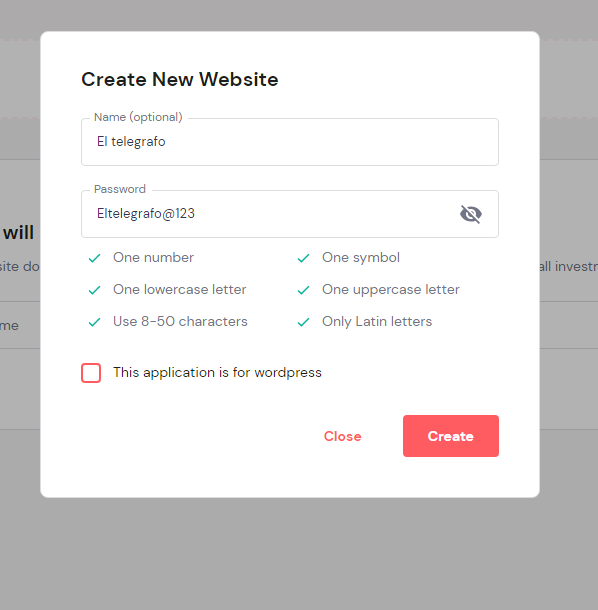 Create New Website
Name (optional)
El telegrafo
Password
Eltelegrafo@123
One number
One symbol
One lowercase letter
One uppercase letter
Use 8-50 characters
Only Latin letters
This application is for wordpress
Close
Create
will
site do
all invest
me